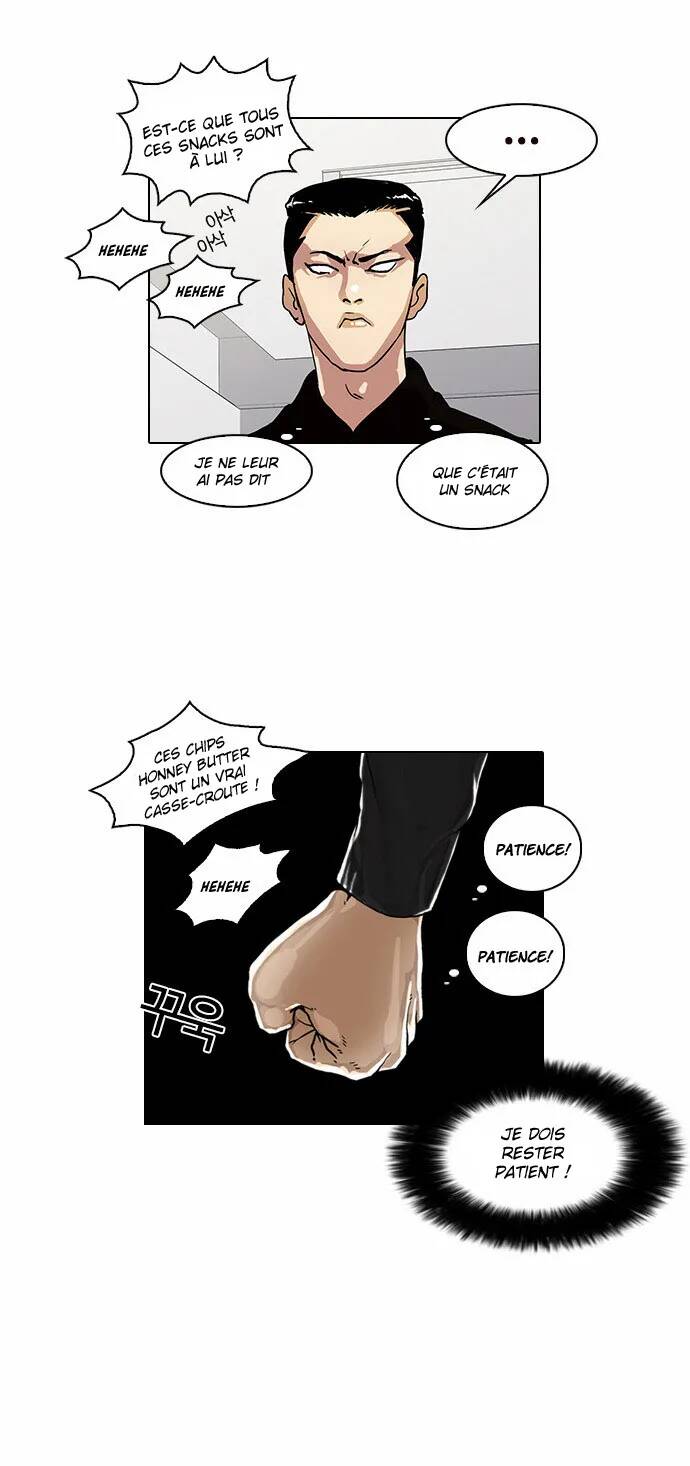 EST-CE QUE TOUS
CES SNACKS SONT
À LUI ?
...
아삭
아삭
HEHEHE
HEHEHE
JE NE LEUR
AI PAS DIT
QUE C'ÉTAIT
UN SNACK
CES CHIPS
HONNEY BUTTER
SONT UN VRAI
CASSE-CROUTE !
PATIENCE!
HEHEHE
PATIENCE!
꾸욱
JE DOIS
RESTER
PATIENT !